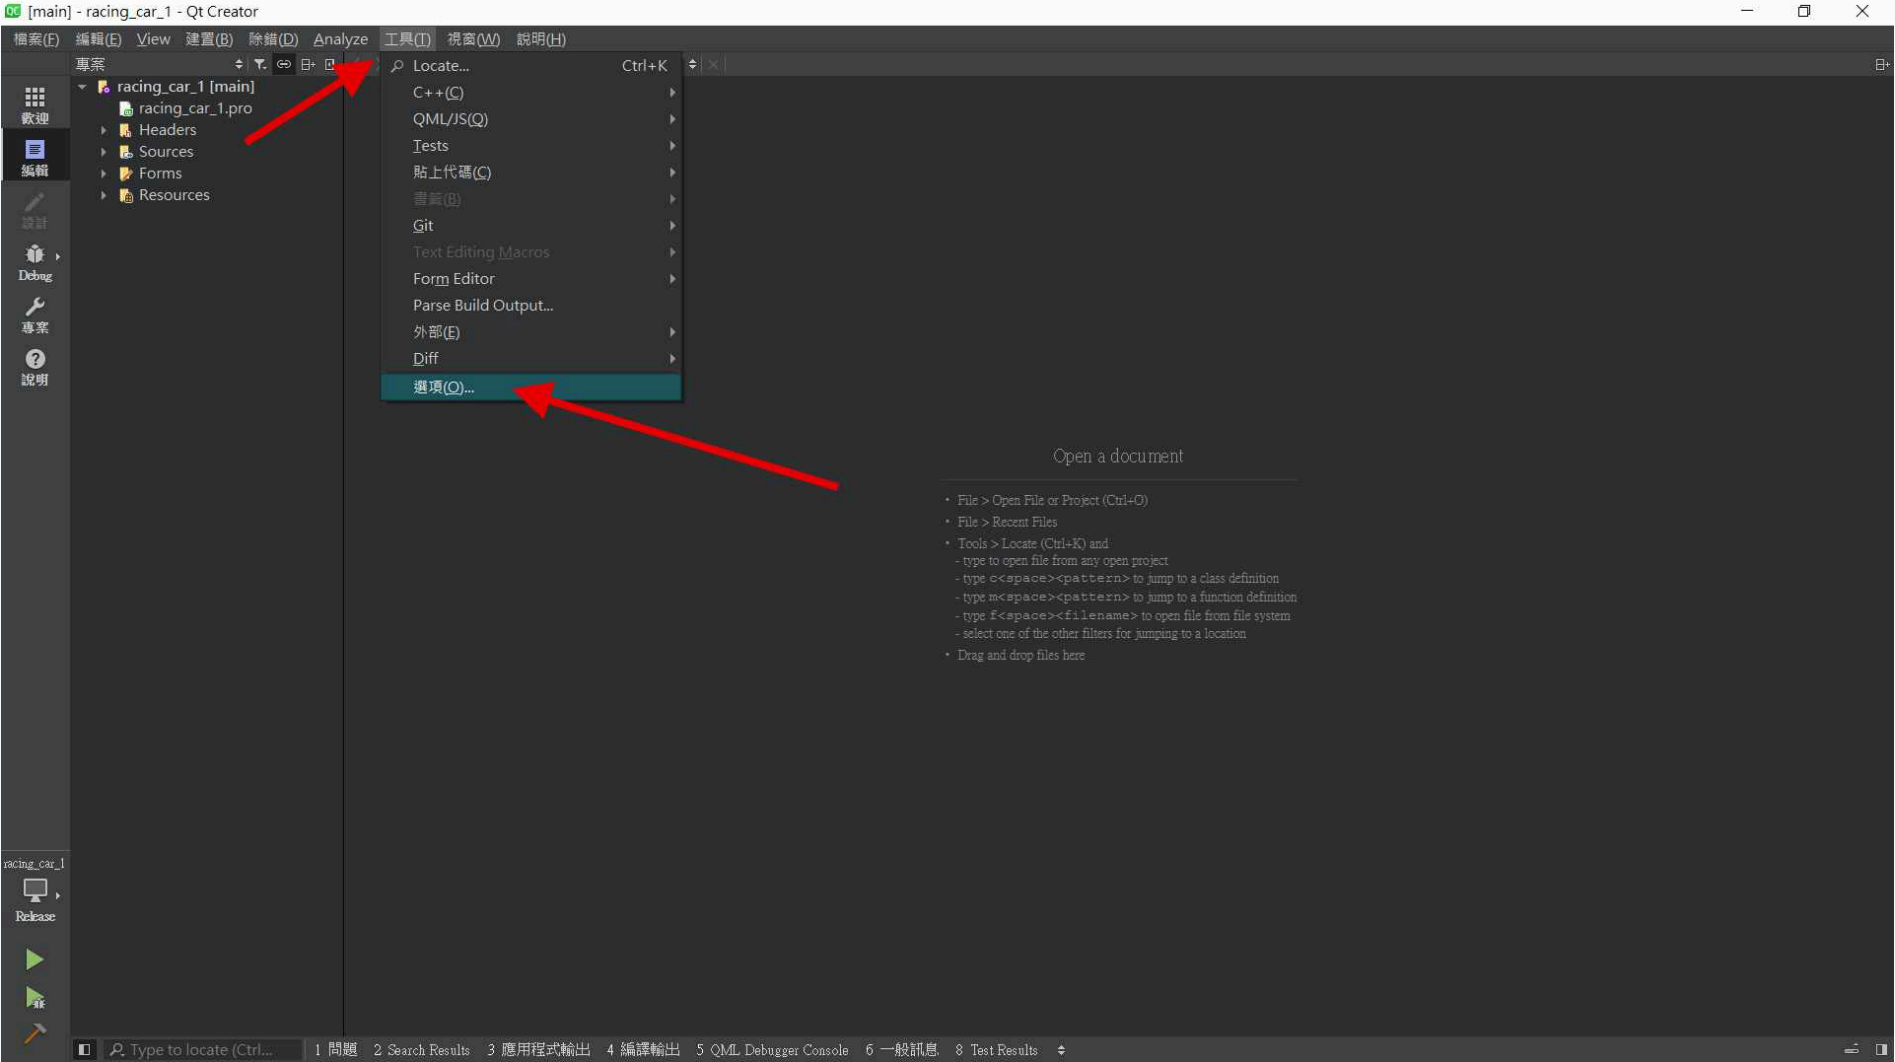 [main] - racing_car_1 - Qt Creator
檔案(F) 編輯(E) View 建置(B) 除錯(D) Analyze 工具(T) 視窗(W) 說明(H)
專案
racing_car_1 [main]
racing_car_1.pro
Headers
Sources
Forms
Resources
歡迎
編輯
設計
Debug
專案
說明
Locate... Ctrl+K
C++(C)
QML/JS(Q)
Tests
貼上代碼(C)
書籤(B)
Git
Text Editing Macros
Form Editor
Parse Build Output...
外部(E)
Diff
選項(O)...
Open a document
• File > Open File or Project (Ctrl+O)
• File > Recent Files
• Tools > Locate (Ctrl+K) and
- type to open file from any open project
- type c<space><pattern> to jump to a class definition
- type m<space><pattern> to jump to a function definition
- type f<space><filename> to open file from file system
- select one of the other filters for jumping to a location
• Drag and drop files here
racing_car_1
Release
Type to locate (Ctrl... 1 問題 2 Search Results 3 應用程式輸出 4 編譯輸出 5 QML Debugger Console 6 一般訊息 8 Test Results